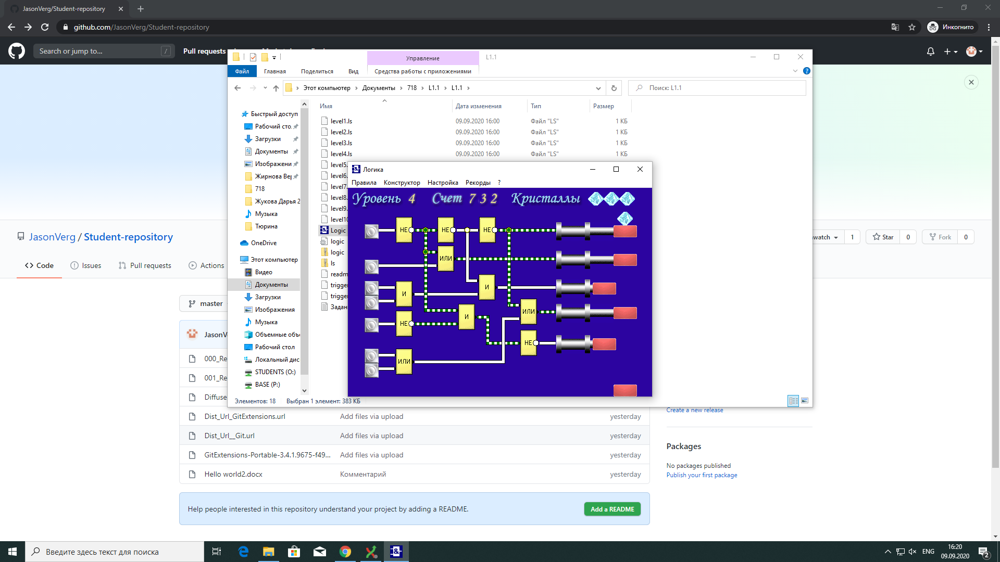 JasonVerg/Student-repository
github.com/JasonVerg/Student-repository
Инкогнито
Search or jump to...
/
Pull requests
Управление
L1.1
Файл
Главная
Поделиться
Вид
Средства работы с приложениями
Этот компьютер
Документы
718
L1.1
L1.1
Поиск: L1.1
Имя
Дата изменения
Тип
Размер
Быстрый доступ
Рабочий сто
Загрузки
Документы
Изображени
Жирнова Вер
718
Жукова Дарья 2
Музыка
Тюрина
OneDrive
Этот компьютер
Видео
Документы
Загрузки
Изображения
Музыка
Объемные объ
Рабочий стол
Локальный дис
STUDENTS (O:)
BASE (P:)
level1.ls 09.09.2020 16:00 Файл "LS" 1 КБ
level2.ls 09.09.2020 16:00 Файл "LS" 1 КБ
level3.ls 09.09.2020 16:00 Файл "LS" 1 КБ
level4.ls 09.09.2020 16:00 Файл "LS" 1 КБ
level5.
level6.
level7.
level8.
level9.
level10
Logic
logic
logic
ls
readm
trigge
trigge
Задан
Элементов: 18
Выбран 1 элемент: 383 КБ
Логика
Правила
Конструктор
Настройка
Рекорды
?
Уровень 4
Счет 7 3 2
Кристаллы
НЕ
НЕ
НЕ
ИЛИ
И
И
И
ИЛИ
НЕ
НЕ
ИЛИ
JasonVerg / Student-repository
watch
1
Star
0
Fork
0
Code
Issues
Pull requests
Actions
master
JasonV
000_Re
001_Re
Diffuse
Dist_Url_GitExtensions.url Add files via upload yesterday
Dist_Url__Git.url Add files via upload yesterday
GitExtensions-Portable-3.4.1.9675-f49... Add files via upload yesterday
Hello world2.docx Комментарий yesterday
Help people interested in this repository understand your project by adding a README.
Add a README
Create a new release
Packages
No packages published
Publish your first package
Введите здесь текст для поиска
ENG
16:20
09.09.2020
2